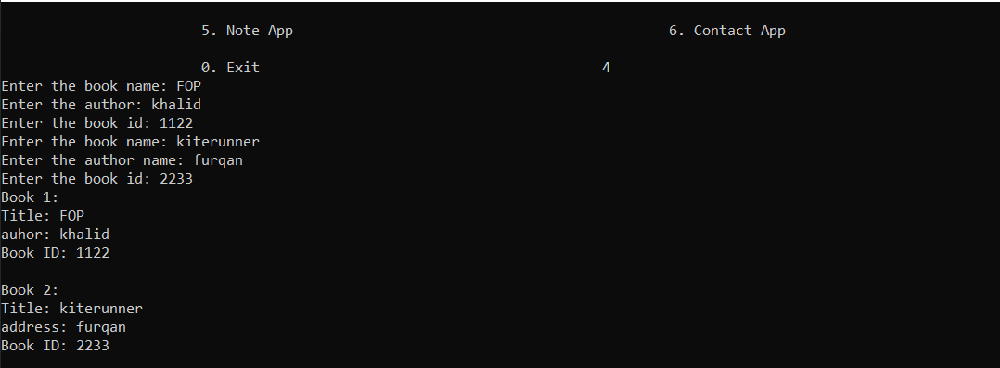 5. Note App 6. Contact App
0. Exit 4
Enter the book name: FOP
Enter the author: khalid
Enter the book id: 1122
Enter the book name: kiterunner
Enter the author name: furqan
Enter the book id: 2233
Book 1:
Title: FOP
auhor: khalid
Book ID: 1122
Book 2:
Title: kiterunner
address: furqan
Book ID: 2233